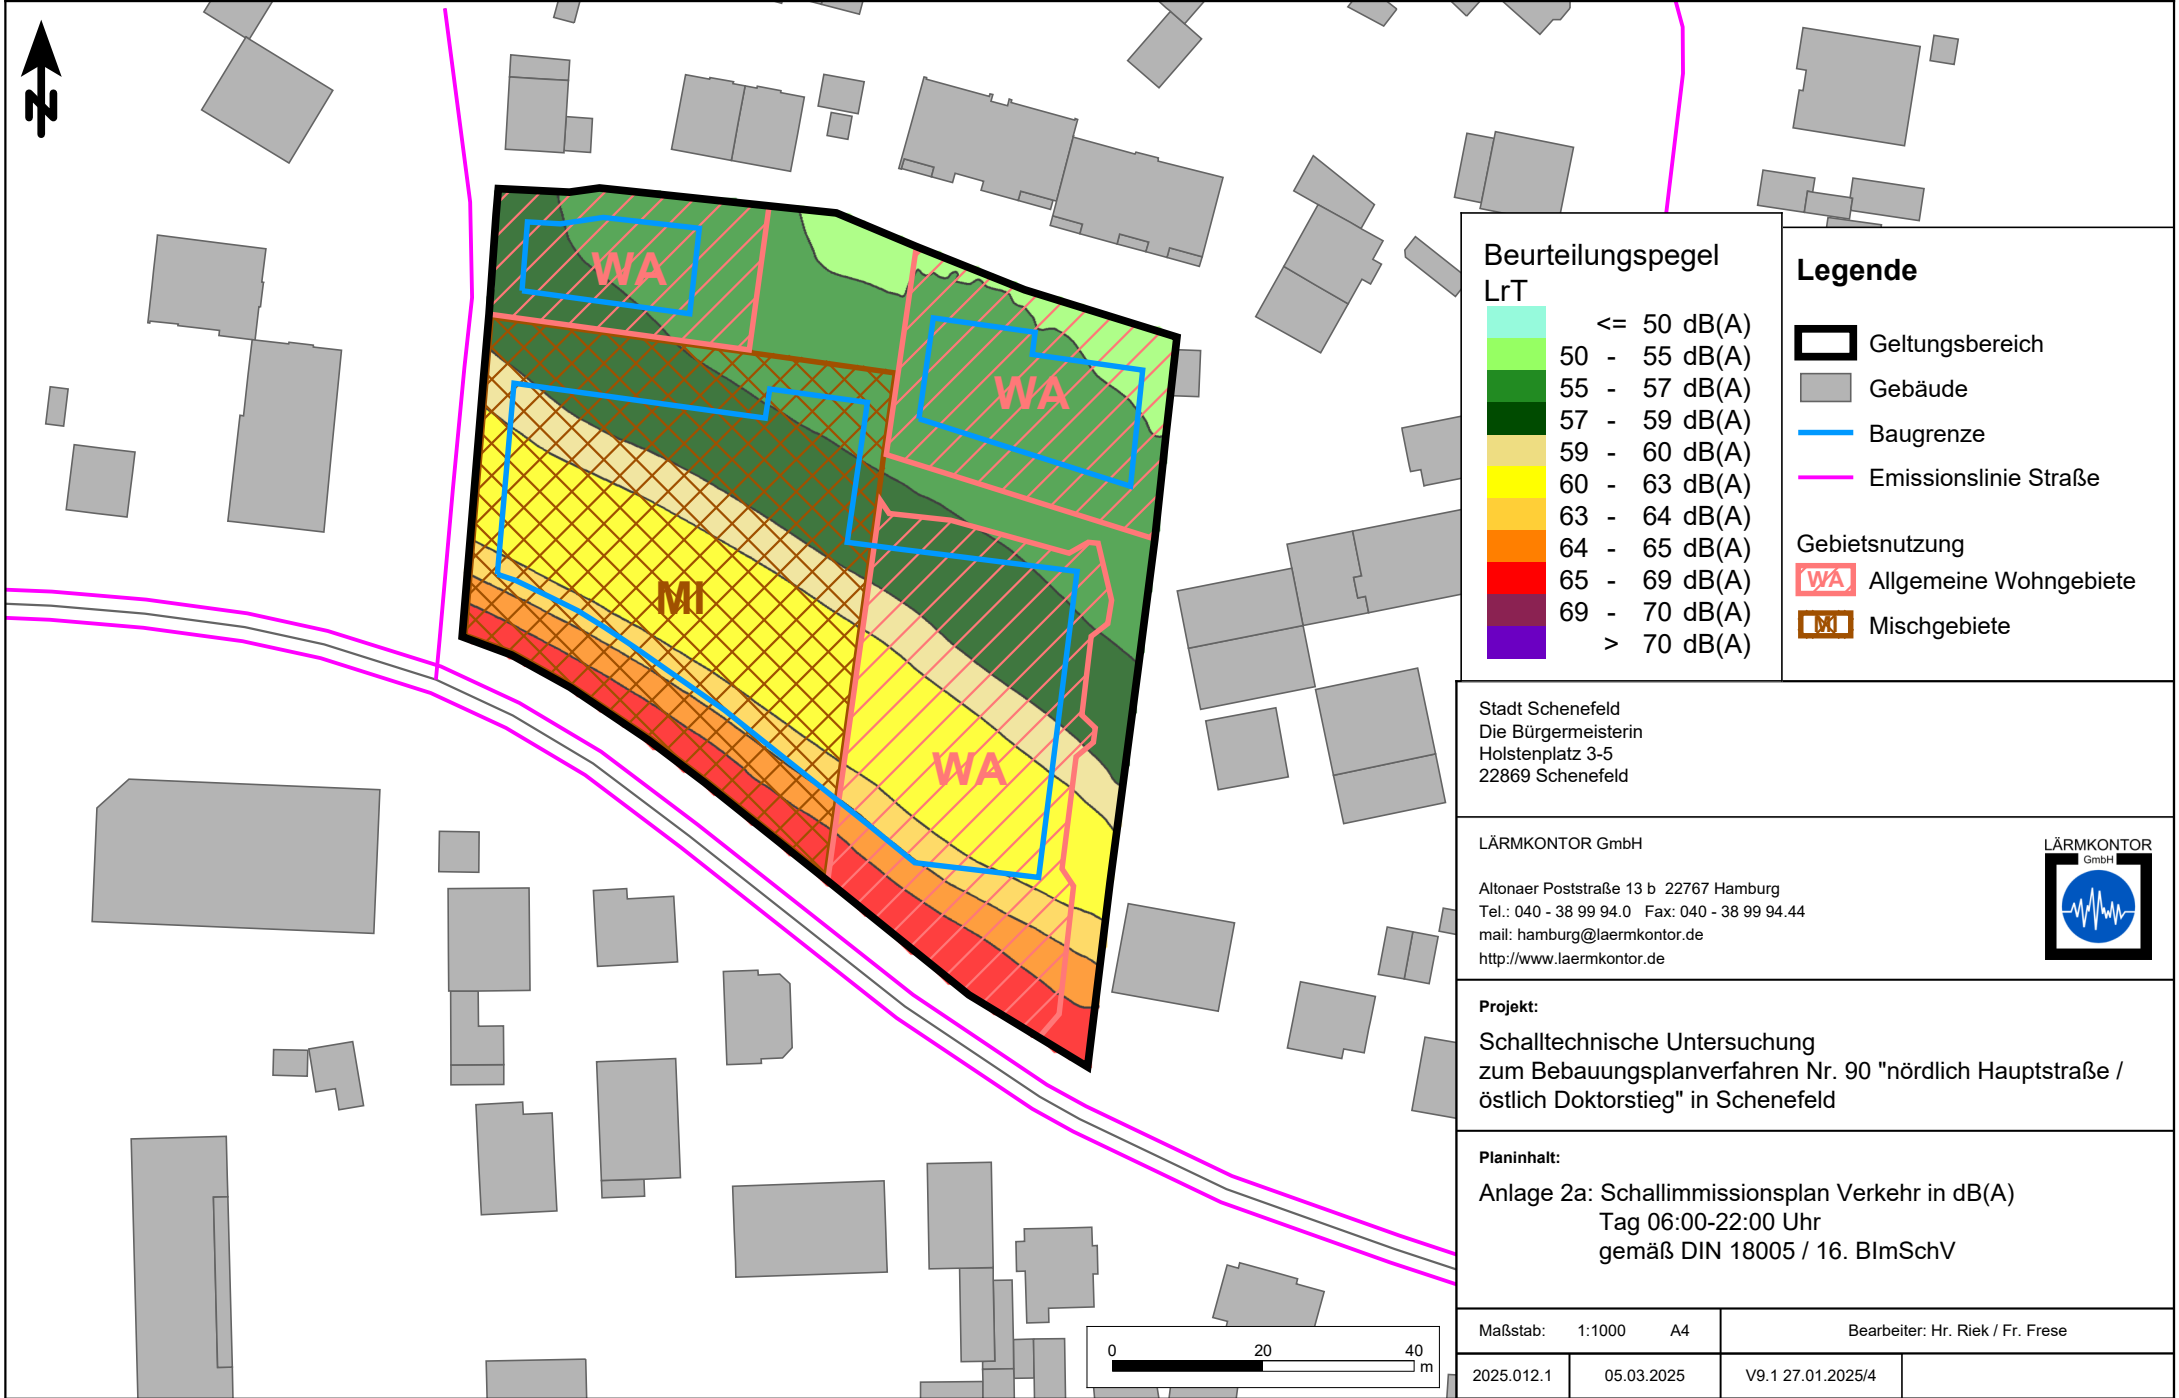 N
WA
WA
MI
WA
Beurteilungspegel
LrT
<= 50 dB(A)
50 - 55 dB(A)
55 - 57 dB(A)
57 - 59 dB(A)
59 - 60 dB(A)
60 - 63 dB(A)
63 - 64 dB(A)
64 - 65 dB(A)
65 - 69 dB(A)
69 - 70 dB(A)
> 70 dB(A)
Legende
Geltungsbereich
Gebäude
Baugrenze
Emissionslinie Straße
Gebietsnutzung
WA Allgemeine Wohngebiete
MI Mischgebiete
Stadt Schenefeld
Die Bürgermeisterin
Holstenplatz 3-5
22869 Schenefeld
LÄRMKONTOR GmbH
Altonaer Poststraße 13 b 22767 Hamburg
Tel.: 040 - 38 99 94.0 Fax: 040 - 38 99 94.44
mail: hamburg@laermkontor.de
http://www.laermkontor.de
LÄRMKONTOR
GmbH
Projekt:
Schalltechnische Untersuchung
zum Bebauungsplanverfahren Nr. 90 "nördlich Hauptstraße /
östlich Doktorstieg" in Schenefeld
Planinhalt:
Anlage 2a: Schallimmissionsplan Verkehr in dB(A)
Tag 06:00-22:00 Uhr
gemäß DIN 18005 / 16. BImSchV
0 20 40
m
Maßstab: 1:1000 A4
Bearbeiter: Hr. Riek / Fr. Frese
2025.012.1
05.03.2025
V9.1 27.01.2025/4